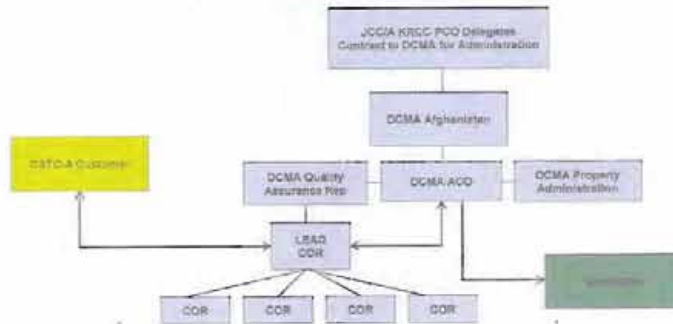 JCC/A KRCC PCO Delegates
Contract to DCMA for Administration
DCMA Afghanistan
CSTC-A Customer
DCMA Quality
Assurance Rep
DCMA ACO
DCMA Property
Administration
LEAD
COR
COR
COR
COR
COR